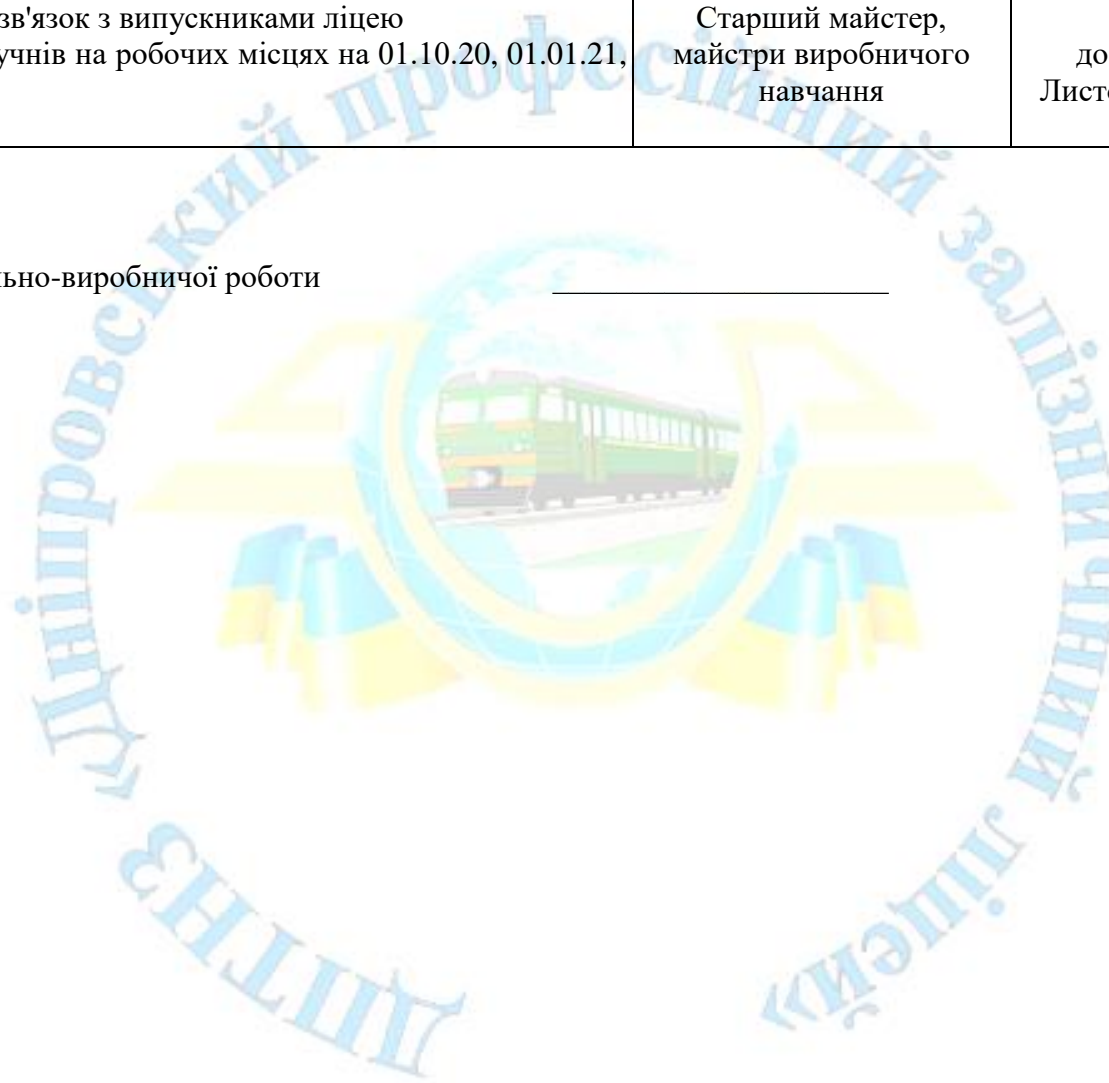 зв'язок з випускниками ліцею
учнів на робочих місцях на 01.10.20, 01.01.21,
Старший майстер,
майстри виробничого
навчання
до
Лист
льно-виробничої роботи
ДПТНЗ «Дніпровський професійний залізничний ліцей»